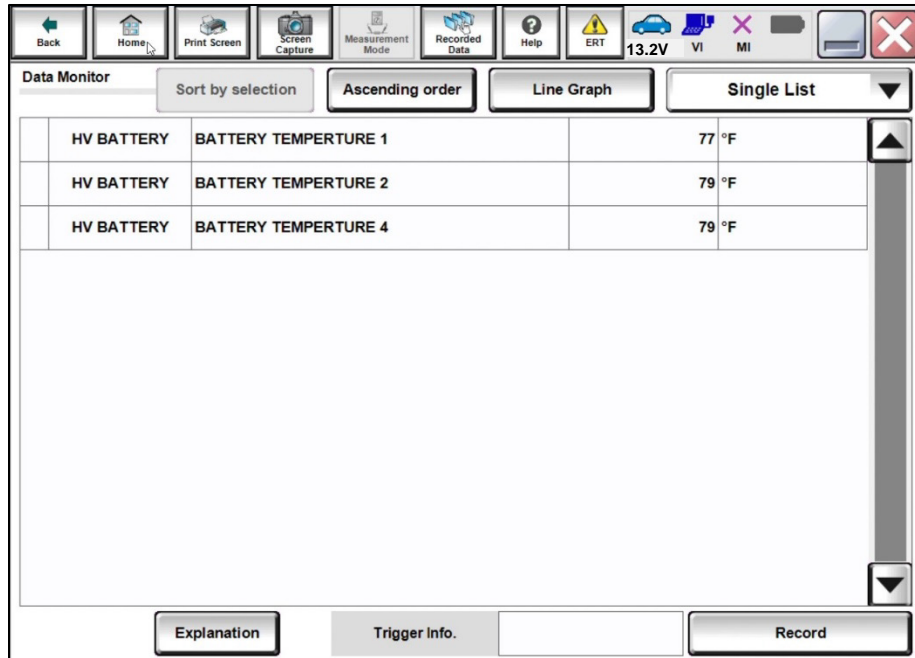 Back
Home
Print Screen
Screen
Capture
Measurement
Mode
Recorded
Data
Help
ERT
13.2V
VI
MI
Data Monitor
Sort by selection
Ascending order
Line Graph
Single List
HV BATTERY BATTERY TEMPERTURE 1 77 °F
HV BATTERY BATTERY TEMPERTURE 2 79 °F
HV BATTERY BATTERY TEMPERTURE 4 79 °F
Explanation
Trigger Info.
Record